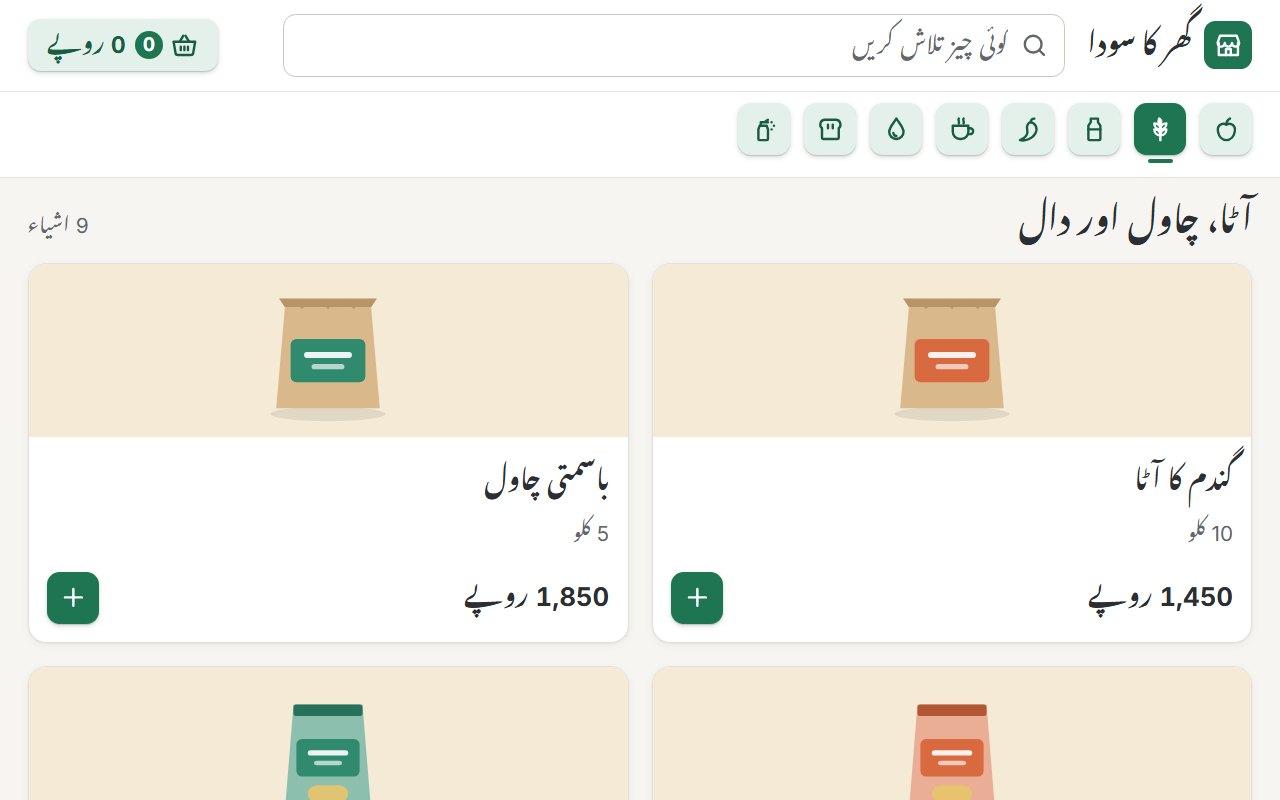 گھر کا سودا
کوئی چیز تلاش کریں
0 0 روپے
آٹا، چاول اور دال
9 اشیاء
گندم کا آٹا
10 کلو
1,450 روپے
باسمتی چاول
5 کلو
1,850 روپے